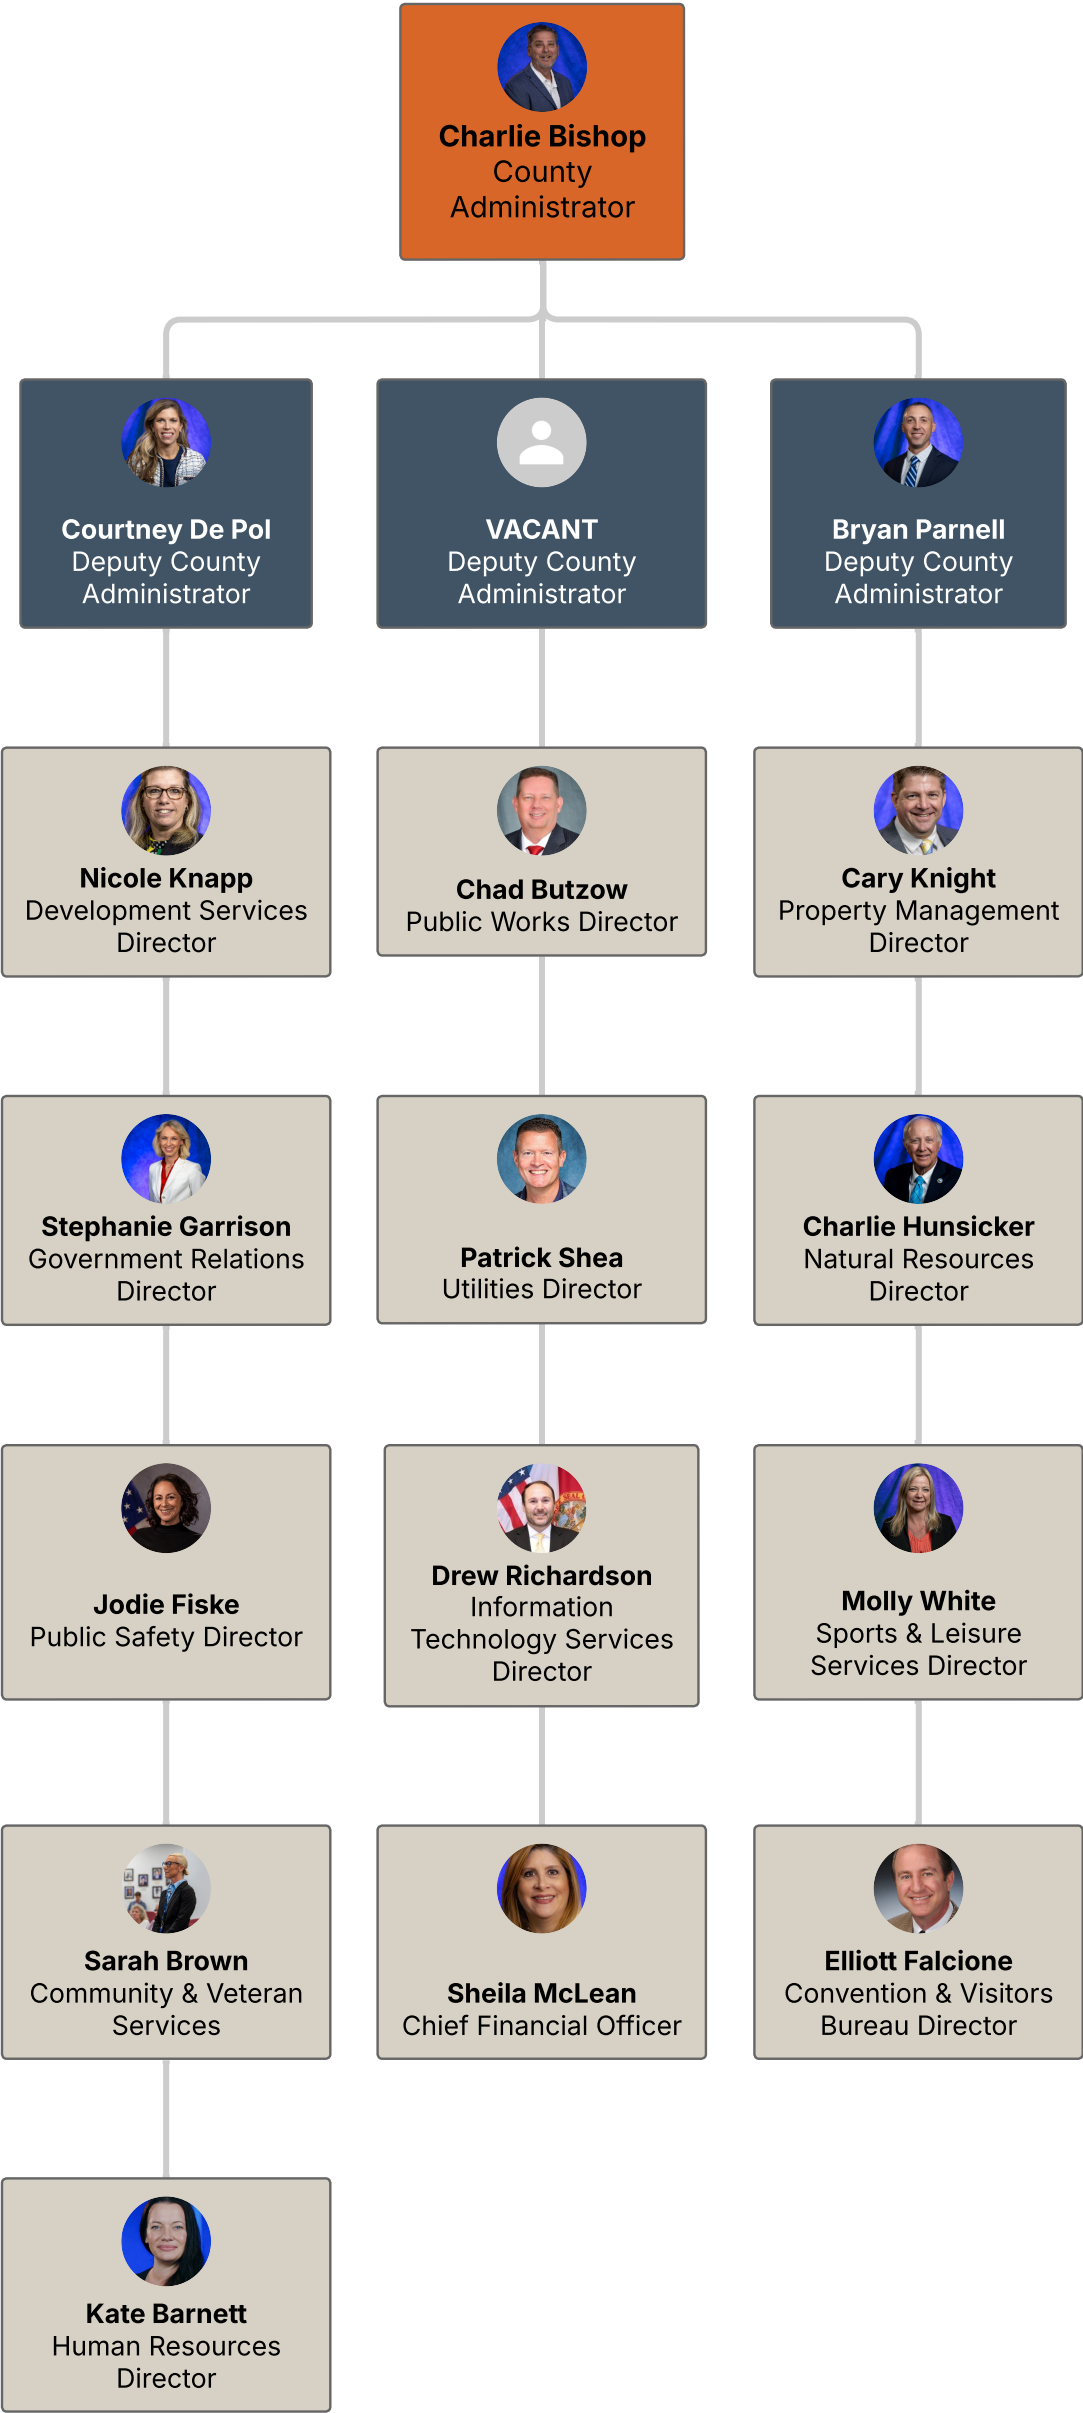 Charlie Bishop
County
Administrator
Courtney De Pol
Deputy County
Administrator
VACANT
Deputy County
Administrator
Bryan Parnell
Deputy County
Administrator
Nicole Knapp
Development Services
Director
Chad Butzow
Public Works Director
Cary Knight
Property Management
Director
Stephanie Garrison
Government Relations
Director
Patrick Shea
Utilities Director
Charlie Hunsicker
Natural Resources
Director
Jodie Fiske
Public Safety Director
Drew Richardson
Information
Technology Services
Director
Molly White
Sports & Leisure
Services Director
Sarah Brown
Community & Veteran
Services
Sheila McLean
Chief Financial Officer
Elliott Falcione
Convention & Visitors
Bureau Director
Kate Barnett
Human Resources
Director